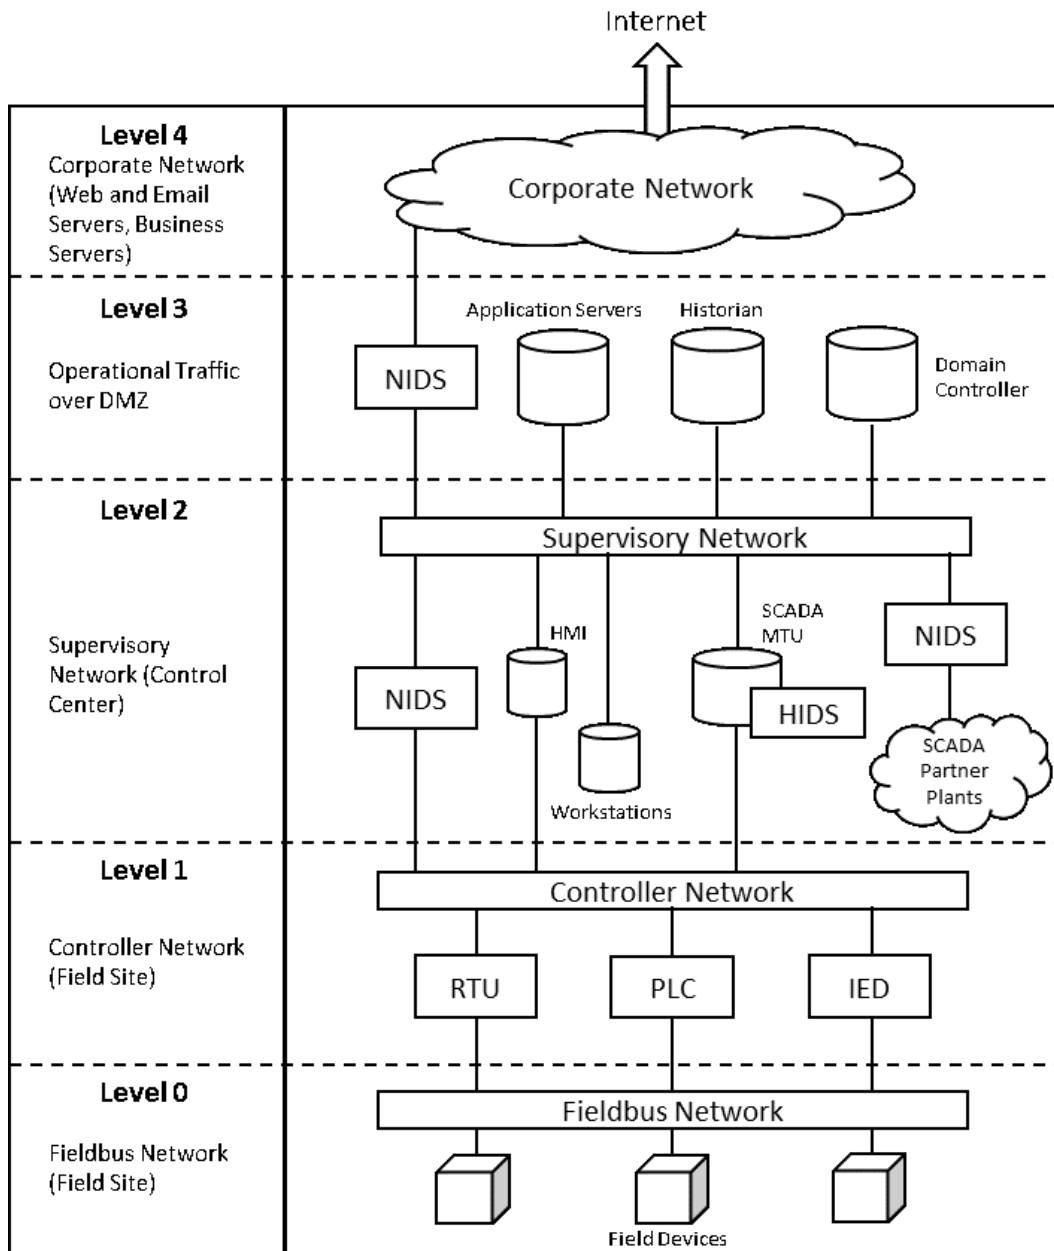 Internet
Level 4
Corporate Network
(Web and Email
Servers, Business
Servers)
Corporate Network
Level 3
Operational Traffic
over DMZ
NIDS
Application Servers
Historian
Domain
Controller
Level 2
Supervisory
Network (Control
Center)
Supervisory Network
NIDS
HMI
Workstations
SCADA
MTU
HIDS
NIDS
SCADA
Partner
Plants
Level 1
Controller Network
(Field Site)
Controller Network
RTU
PLC
IED
Level 0
Fieldbus Network
(Field Site)
Fieldbus Network
Field Devices